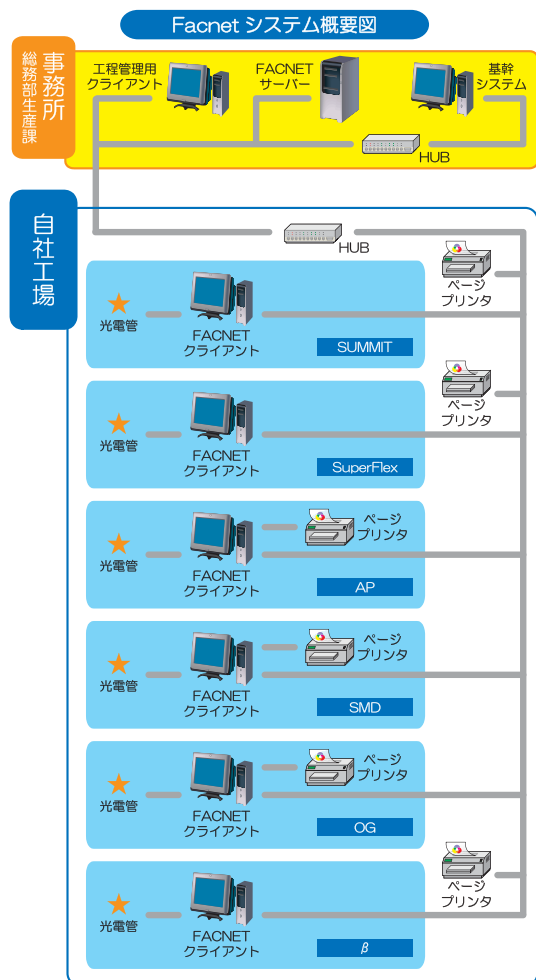 Facnet システム概要図
事務所
総務部生産課
工程管理用
クライアント
FACNET
サーバー
基幹
システム
HUB
自社工場
HUB
ページ
プリンタ
光電管
FACNET
クライアント
SUMMIT
ページ
プリンタ
光電管
FACNET
クライアント
SuperFlex
ページ
プリンタ
光電管
FACNET
クライアント
AP
ページ
プリンタ
光電管
FACNET
クライアント
SMD
ページ
プリンタ
光電管
FACNET
クライアント
OG
ページ
プリンタ
光電管
FACNET
クライアント
β